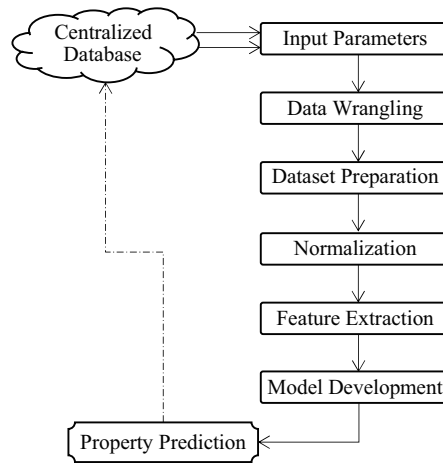 Centralized
Database
Input Parameters
Data Wrangling
Dataset Preparation
Normalization
Feature Extraction
Model Development
Property Prediction